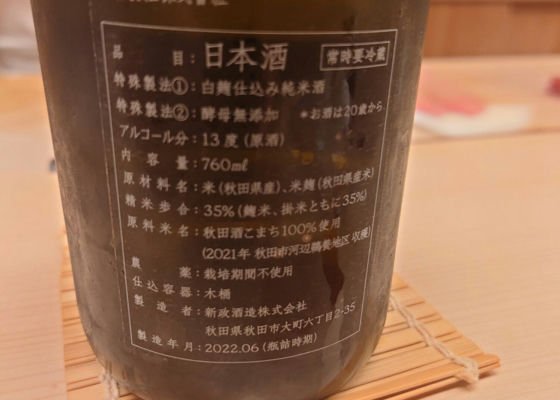 品目：日本酒 常時要冷蔵
特殊製法①：白麹仕込み純米酒
特殊製法②：酵母無添加 *お酒は20歳から
アルコール分：13度（原酒）
内容量：760mℓ
原材料名：米（秋田県産）、米麹（秋田県産米）
精米歩合：35%（麹米、掛米ともに35%）
原料米名：秋田酒こまち100%使用
（2021年 秋田市河辺鵜養地区 収穫）
農薬：栽培期間不使用
仕込容器：木桶
製造者：新政酒造株式会社
秋田県秋田市大町六丁目2-35
製造年月：2022.06（瓶詰時期）